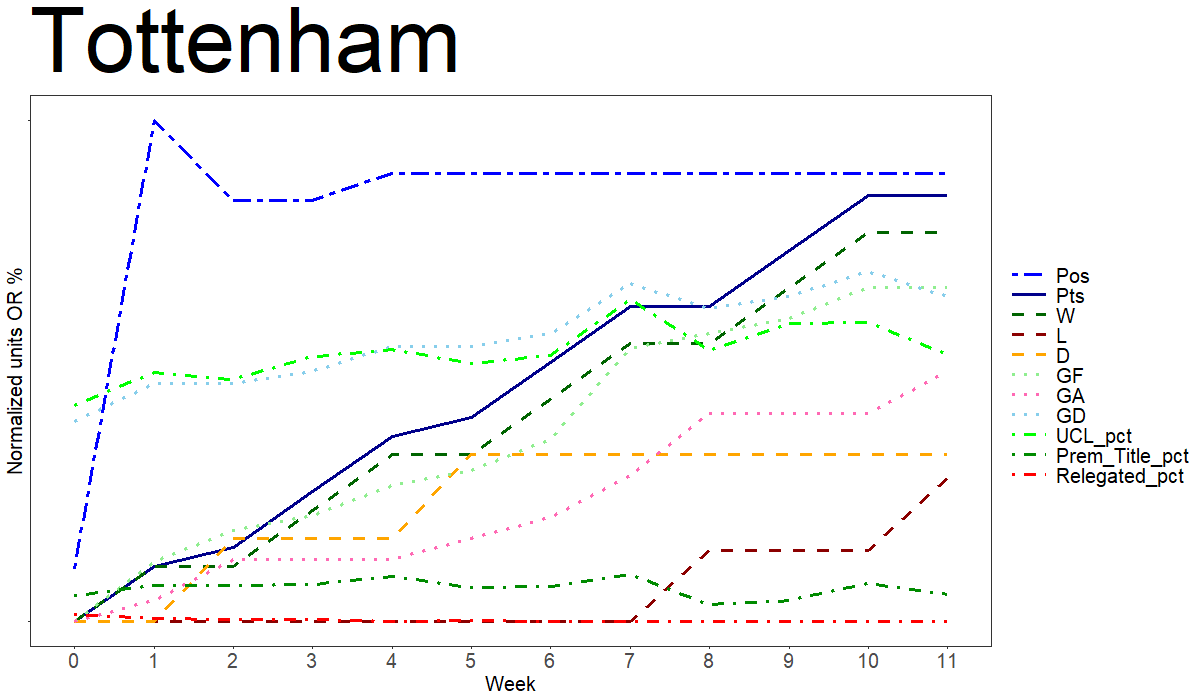 Tottenham
Normalized units OR %
Pos
Pts
W
L
D
GF
GA
GD
UCL_pct
Prem_Title_pct
Relegated_pct
0 1 2 3 4 5 6 7 8 9 10 11
Week